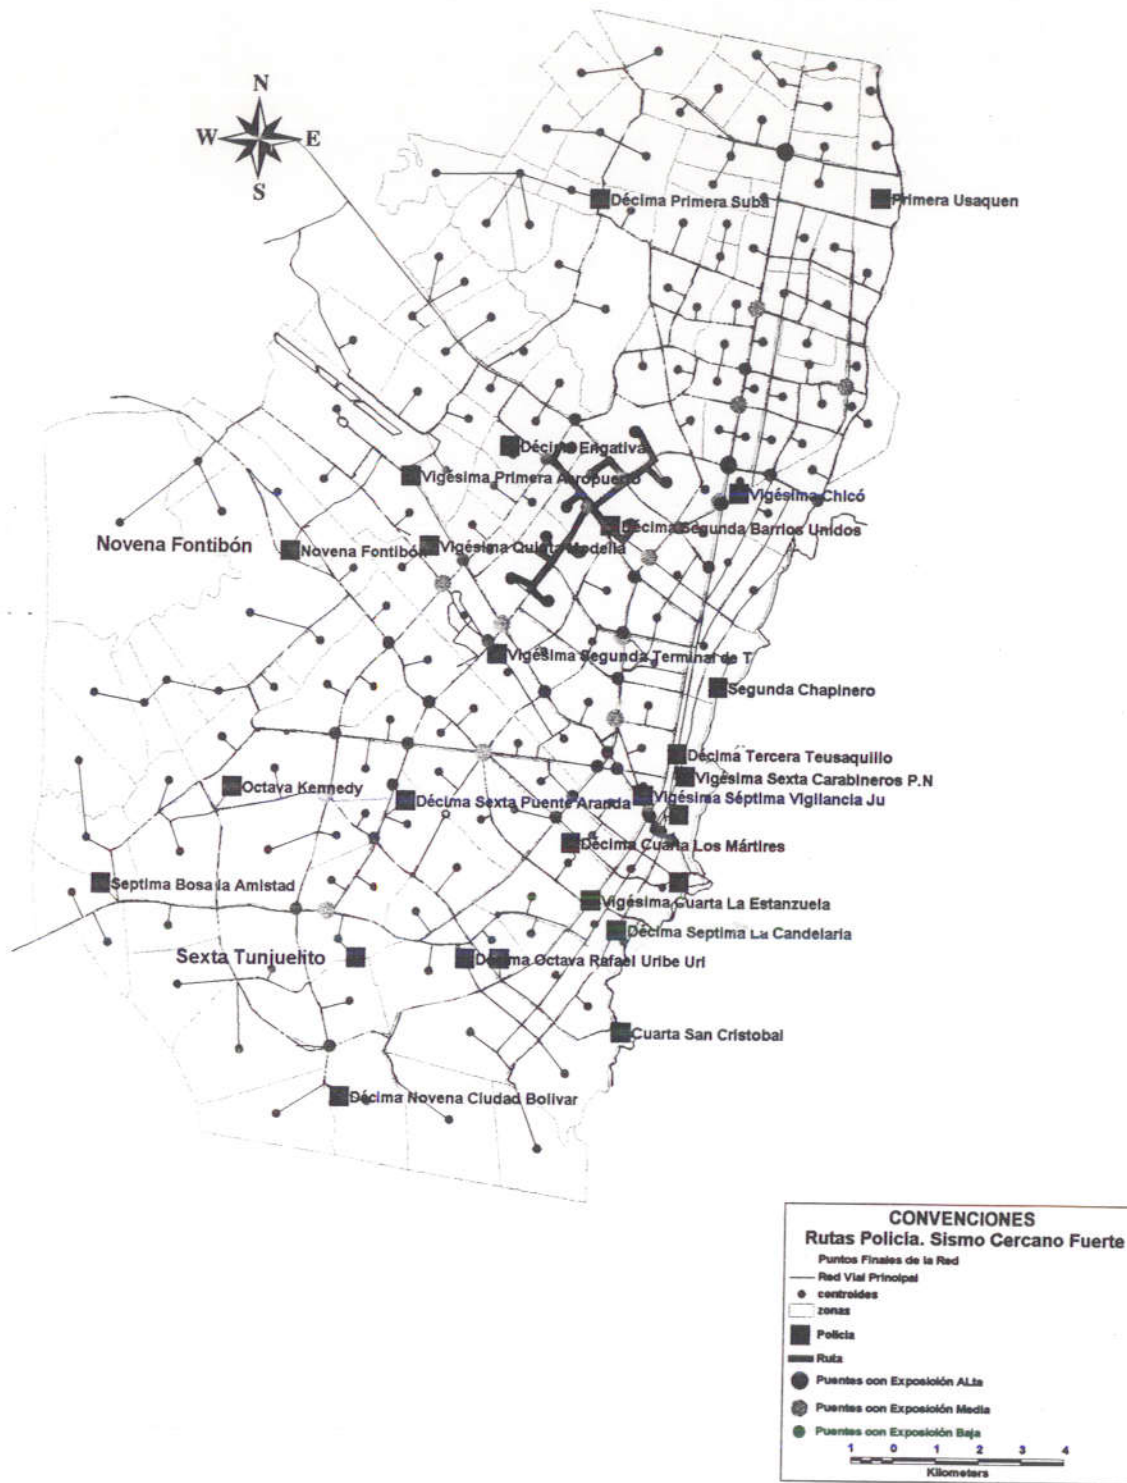 N
W
E
S
Décima Primera Suba
Primera Usaquen
Décima Engativa
Vigésima Primera Aeropuerto
Vigésima Chicó
Décima Segunda Barrios Unidos
Novena Fontibón
Novena Fontibón
Vigésima Quinta Modelia
Vigésima Segunda Terminal de T
Segunda Chapinero
Décima Tercera Teusaquillo
Vigésima Sexta Carabineros P.N
Octava Kennedy
Décima Sexta Puente Aranda
Vigésima Séptima Vigilancia Ju
Décima Cuarta Los Mártires
Septima Bosa la Amistad
Vigésima Cuarta La Estanzuela
Décima Septima La Candelaria
Sexta Tunjuelito
Décima Octava Rafael Uribe Uri
Cuarta San Cristobal
Décima Novena Ciudad Bolivar
CONVENCIONES
Rutas Policía. Sismo Cercano Fuerte
Puntos Finales de la Red
Red Vial Principal
centroides
zonas
Policia
Ruta
Puentes con Exposición ALta
Puentes con Exposición Media
Puentes con Exposición Baja
1 0 1 2 3 4
Kilometers